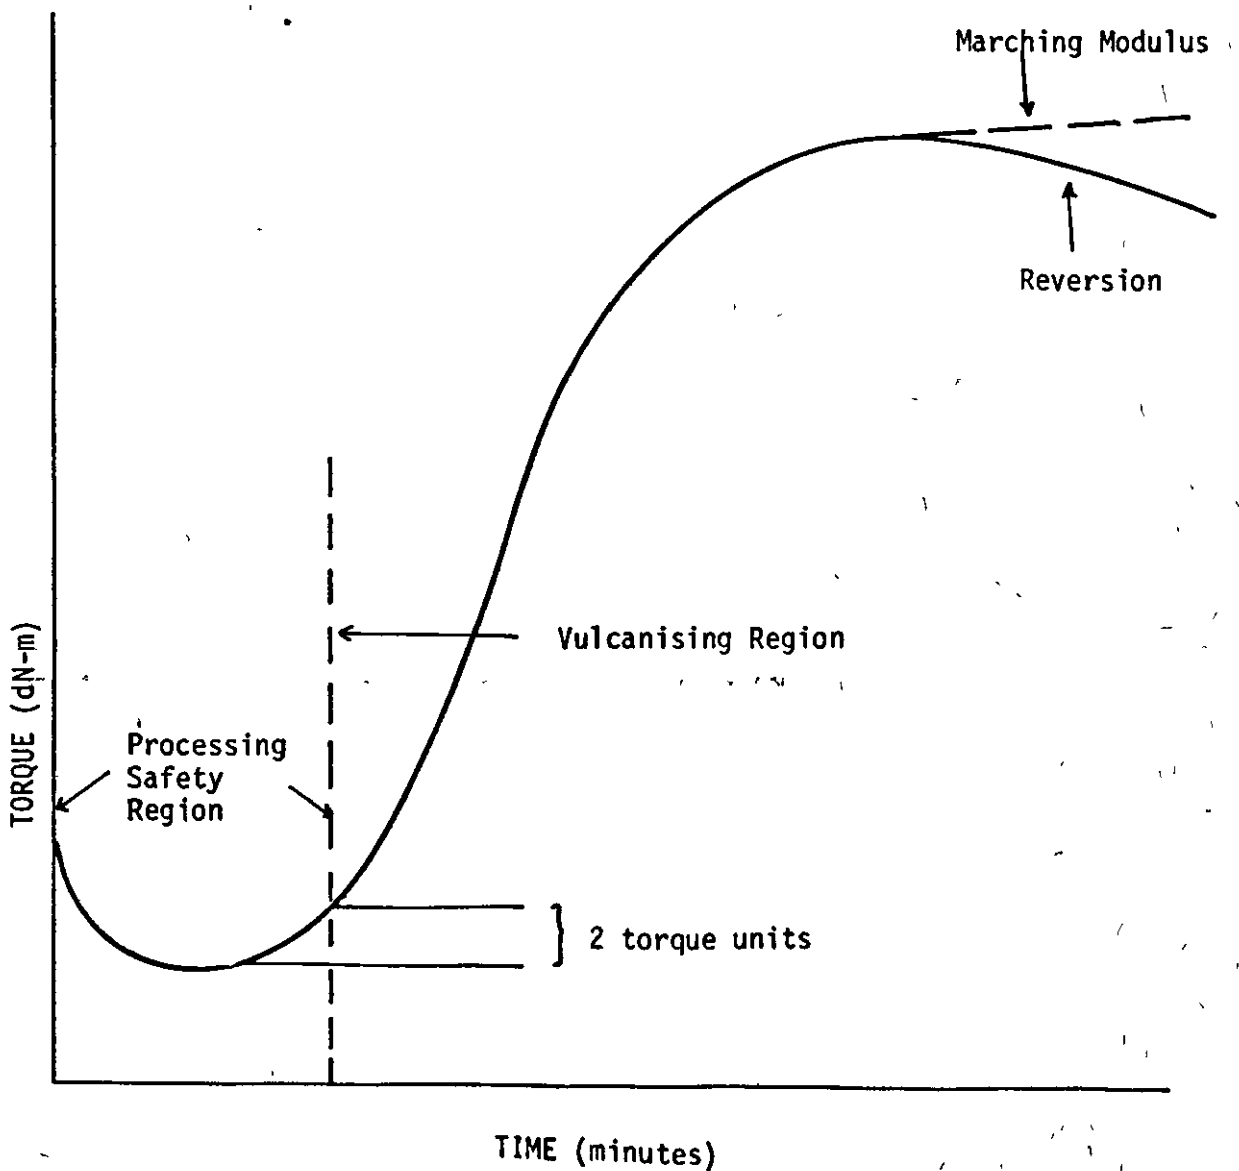 Marching Modulus
Reversion
Vulcanising Region
TORQUE (dN-m)
Processing
Safety
Region
2 torque units
TIME (minutes)